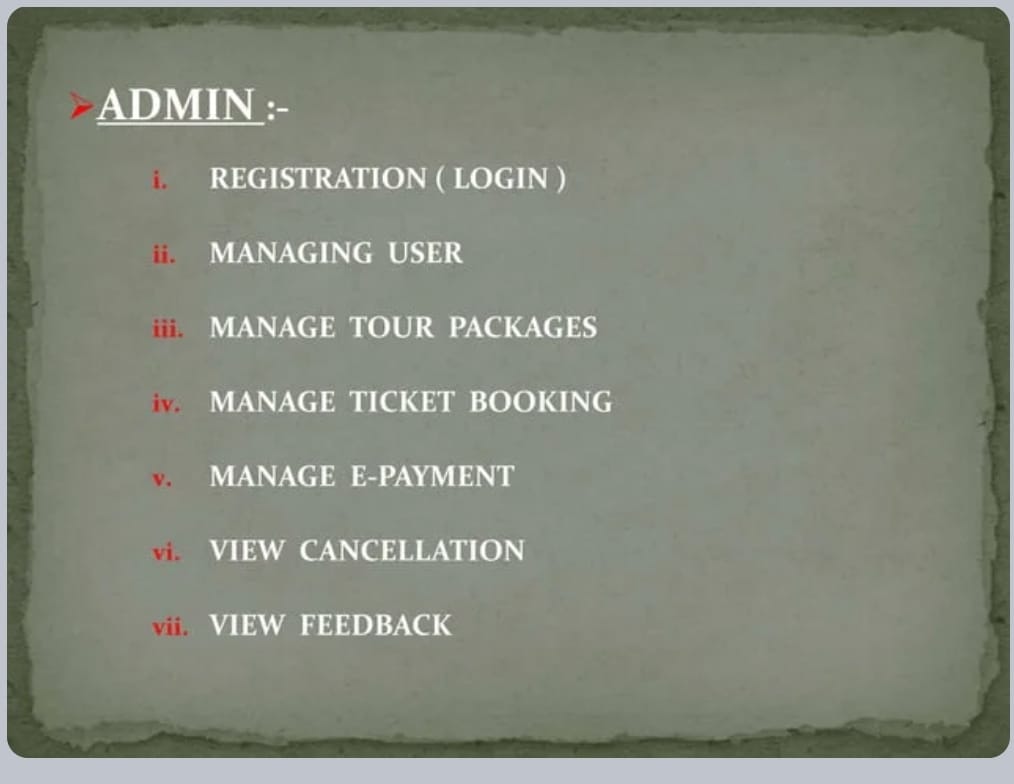 ➢ADMIN :-
i. REGISTRATION ( LOGIN )
ii. MANAGING USER
iii. MANAGE TOUR PACKAGES
iv. MANAGE TICKET BOOKING
v. MANAGE E-PAYMENT
vi. VIEW CANCELLATION
vii. VIEW FEEDBACK